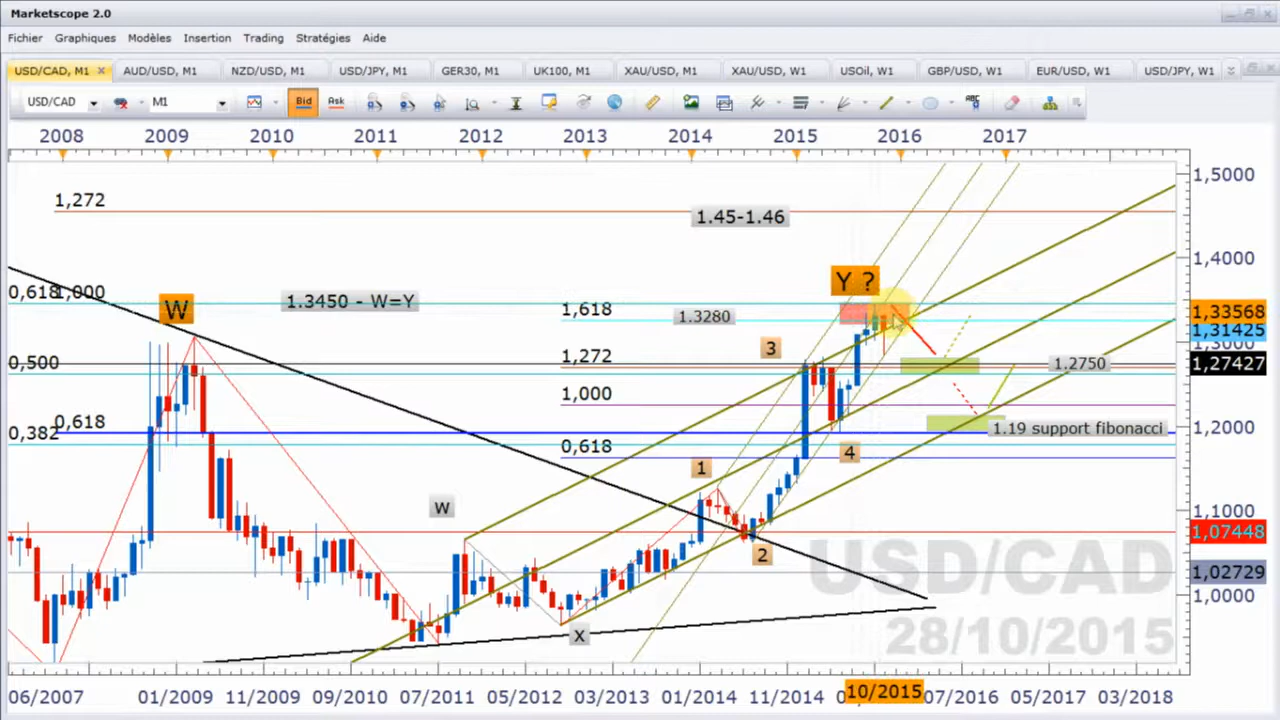 Marketscope 2.0
Fichier Graphiques Modèles Insertion Trading Stratégies Aide
USD/CAD, M1 AUD/USD, M1 NZD/USD, M1 USD/JPY, M1 GER30, M1 UK100, M1 XAU/USD, M1 XAU/USD, W1 USOil, W1 GBP/USD, W1 EUR/USD, W1 USD/JPY, W1
USD/CAD M1 Bid Ask ABC
2008 2009 2010 2011 2012 2013 2014 2015 2016 2017
1,5000
1,272
1.45-1.46
1,4000
Y ?
0,618 1,000
W
1.3450 - W=Y
1,618
1.3280
1,33568
1,31425
1,3000
3
0,500
1,272
1.2750
1,27427
1,000
0,618
0,382
1.19 support fibonacci
1,2000
0,618
4
1
w
1,1000
1,07448
2
USD/CAD
1,02729
1,0000
x
28/10/2015
06/2007 1/2009 11/2009 09/2010 07/2011 05/2012 03/2013 01/2014 11/2014 10/2015 07/2016 05/2017 03/2018